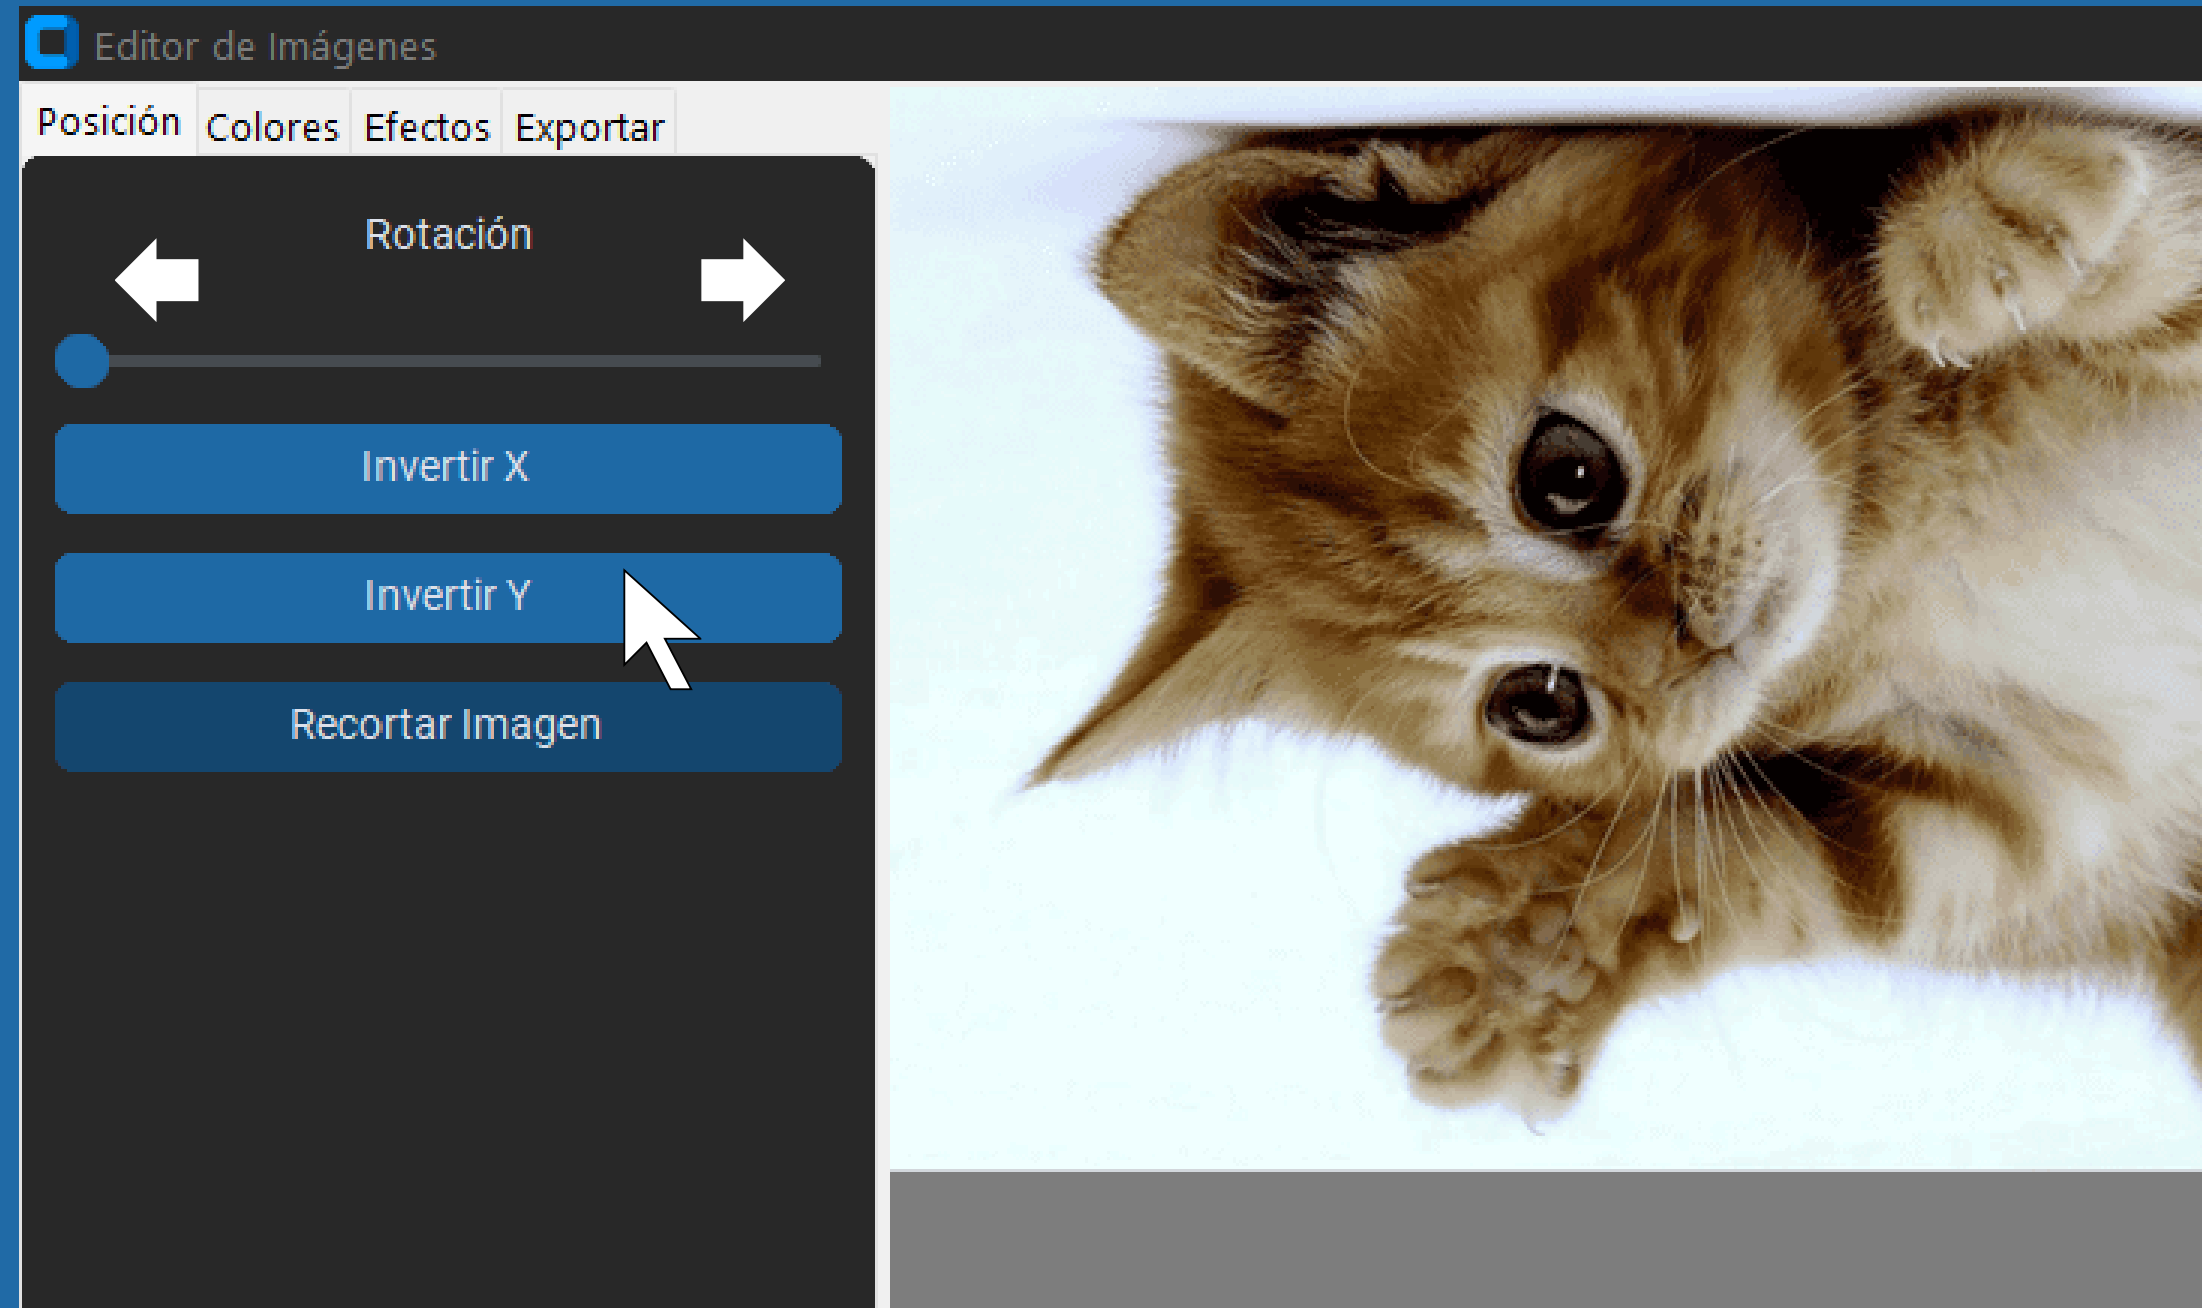 Editor de Imágenes
Posición Colores Efectos Exportar
Rotación
Invertir X
Invertir Y
Recortar Imagen